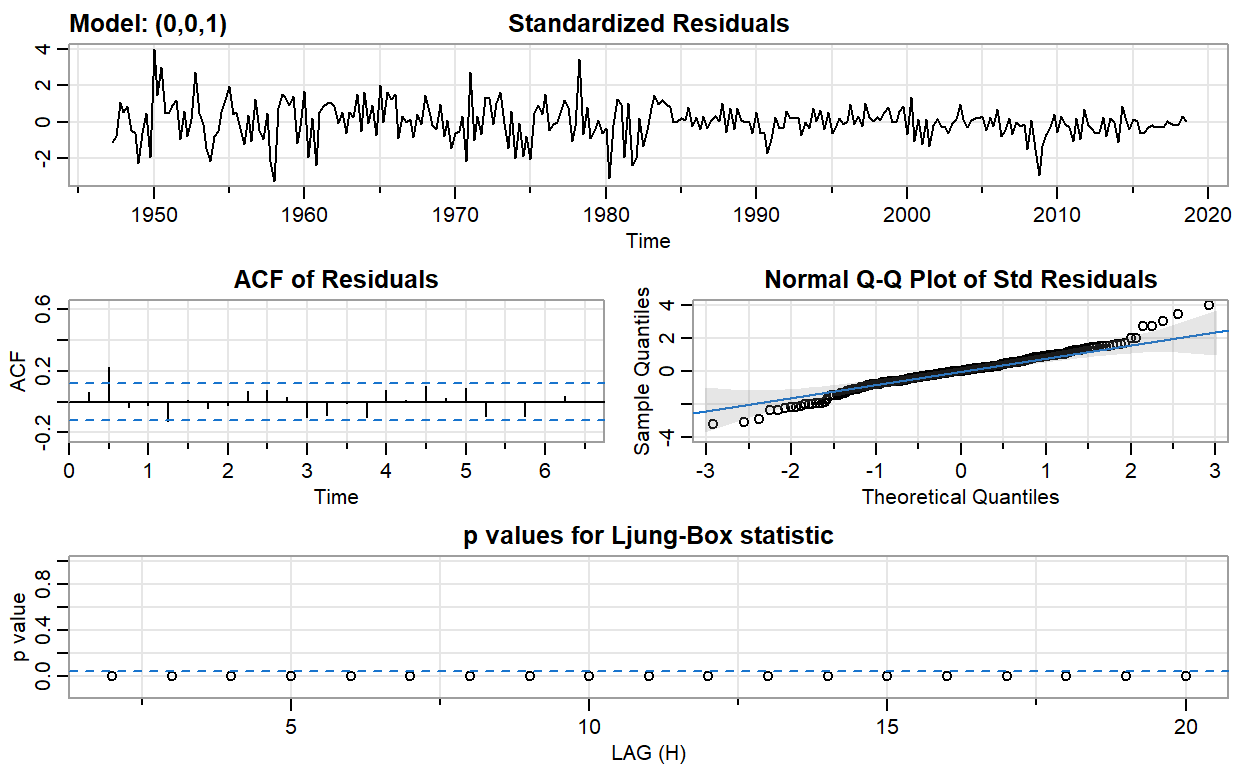 Model: (0,0,1) Standardized Residuals
4
2
0
-2
1950 1960 1970 1980 1990 2000 2010 2020
Time
ACF of Residuals
ACF
0.6
0.2
-0.2
0 1 2 3 4 5 6
Time
Normal Q-Q Plot of Std Residuals
Sample Quantiles
4
2
0
-4
-3 -2 -1 0 1 2 3
Theoretical Quantiles
p values for Ljung-Box statistic
p value
0.8
0.4
0.0
5 10 15 20
LAG (H)